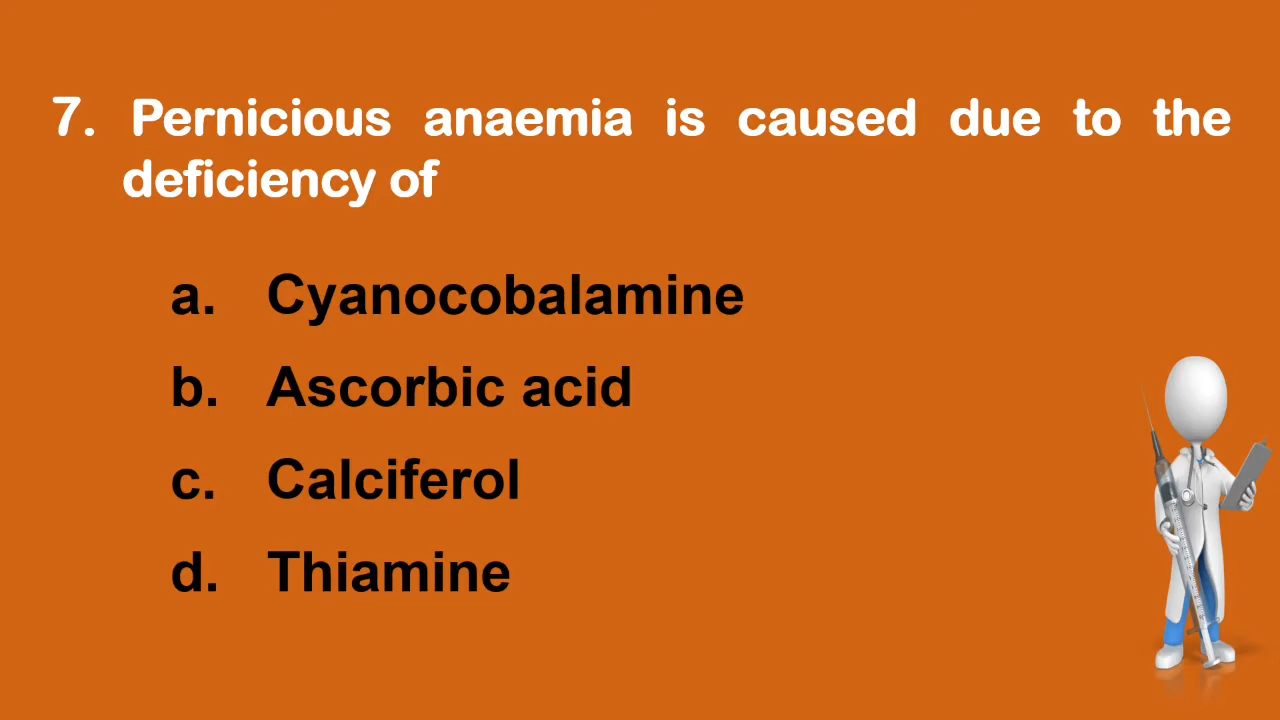 7. Pernicious anaemia is caused due to the
deficiency of
a. Cyanocobalamine
b. Ascorbic acid
c. Calciferol
d. Thiamine